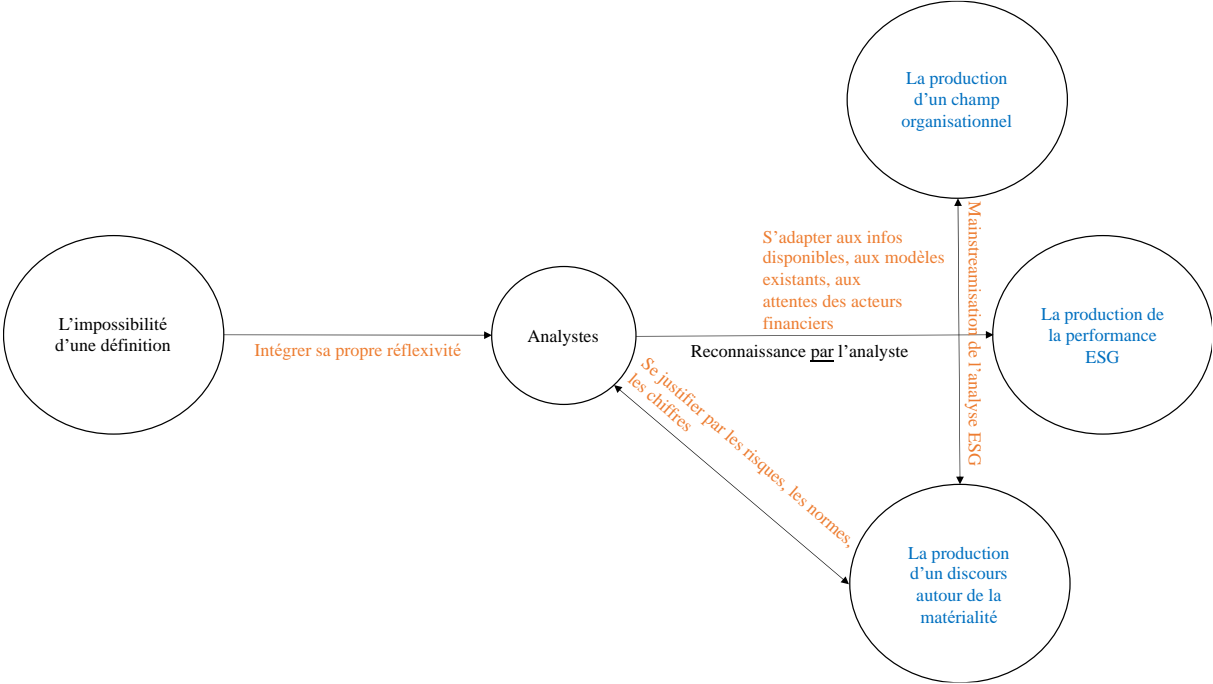 La production
d’un champ
organisationnel
S’adapter aux infos
disponibles, aux modèles
existants, aux
attentes des acteurs
financiers
Mainstreamisation de l’analyse ESG
L’impossibilité
d’une définition
Intégrer sa propre réflexivité
Analystes
Reconnaissance par l’analyste
La production de
la performance
ESG
Se justifier par les risques, les normes,
les chiffres
La production
d’un discours
autour de la
matérialité